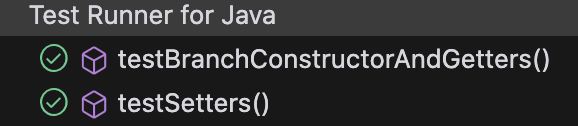 Test Runner for Java
testBranchConstructorAndGetters()
testSetters()